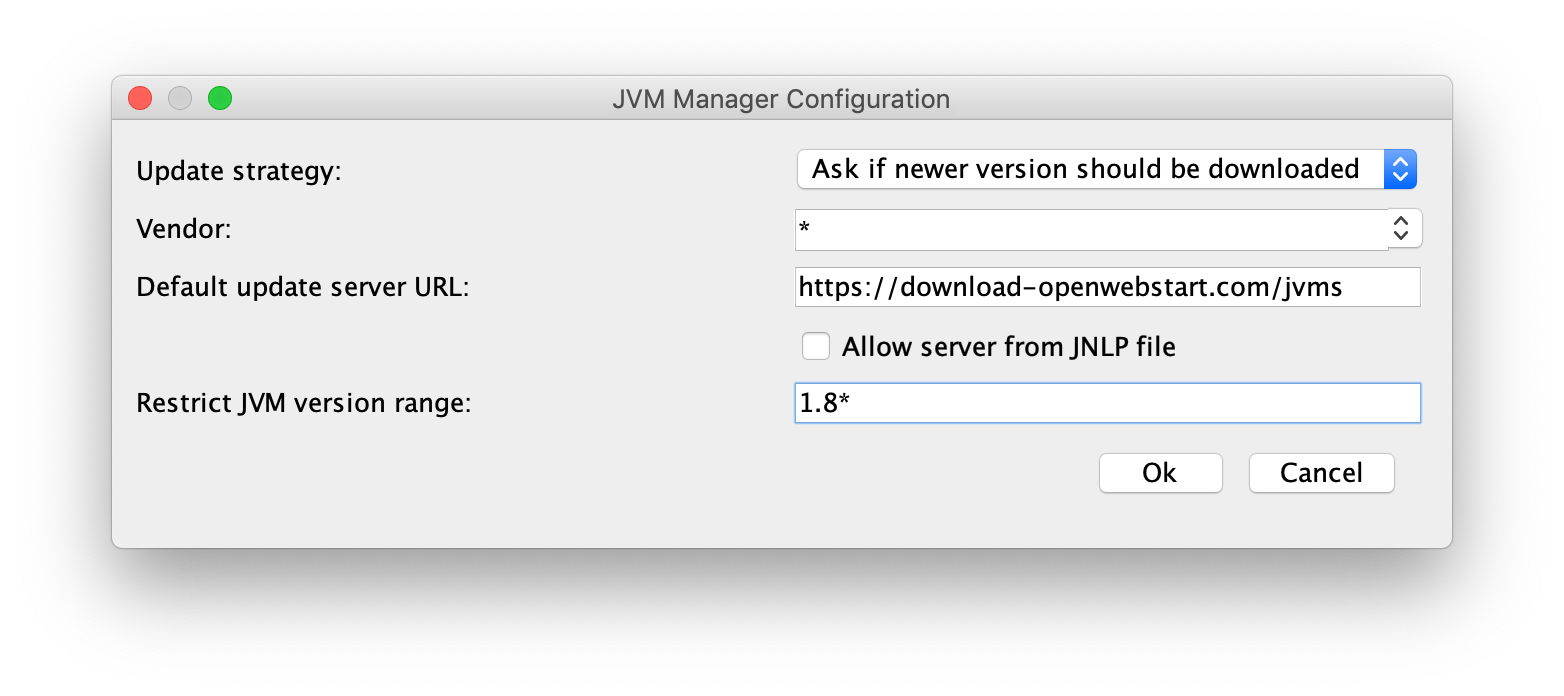 JVM Manager Configuration
Update strategy: Ask if newer version should be downloaded
Vendor: *
Default update server URL: https://download-openwebstart.com/jvms
Allow server from JNLP file
Restrict JVM version range: 1.8*
Ok Cancel